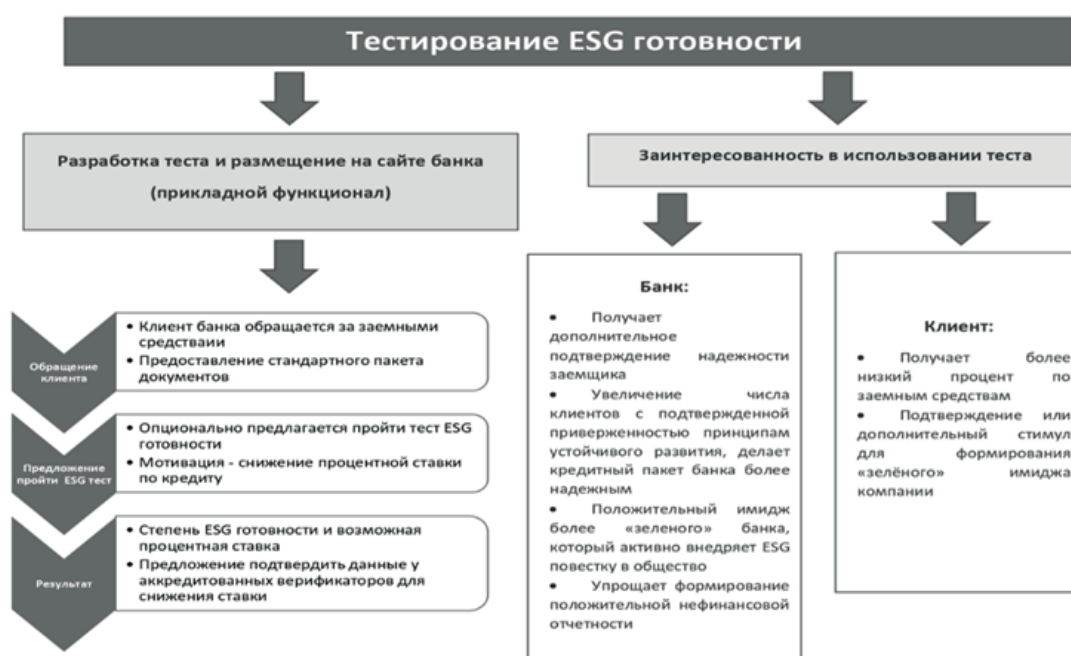 Тестирование ESG готовности
Разработка теста и размещение на сайте банка
(прикладной функционал)
Обращение
клиента
• Клиент банка обращается за заемными
средствами
• Предоставление стандартного пакета
документов
Предложение
пройти ESG тест
• Опционально предлагается пройти тест ESG
готовности
• Мотивация - снижение процентной ставки
по кредиту
Результат
• Степень ESG готовности и возможная
процентная ставка
• Предложение подтвердить данные у
аккредитованных верификаторов для
снижения ставки
Заинтересованность в использовании теста
Банк:
• Получает
дополнительное
подтверждение надежности
заемщика
• Увеличение числа
клиентов с подтвержденной
приверженностью принципам
устойчивого развития, делает
кредитный пакет банка более
надежным
• Положительный имидж
более «зеленого» банка,
который активно внедряет ESG
повестку в общество
• Упрощает формирование
положительной нефинансовой
отчетности
Клиент:
• Получает более
низкий процент по
заемным средствам
• Подтверждение или
дополнительный стимул
для формирования
«зелёного» имиджа
компании